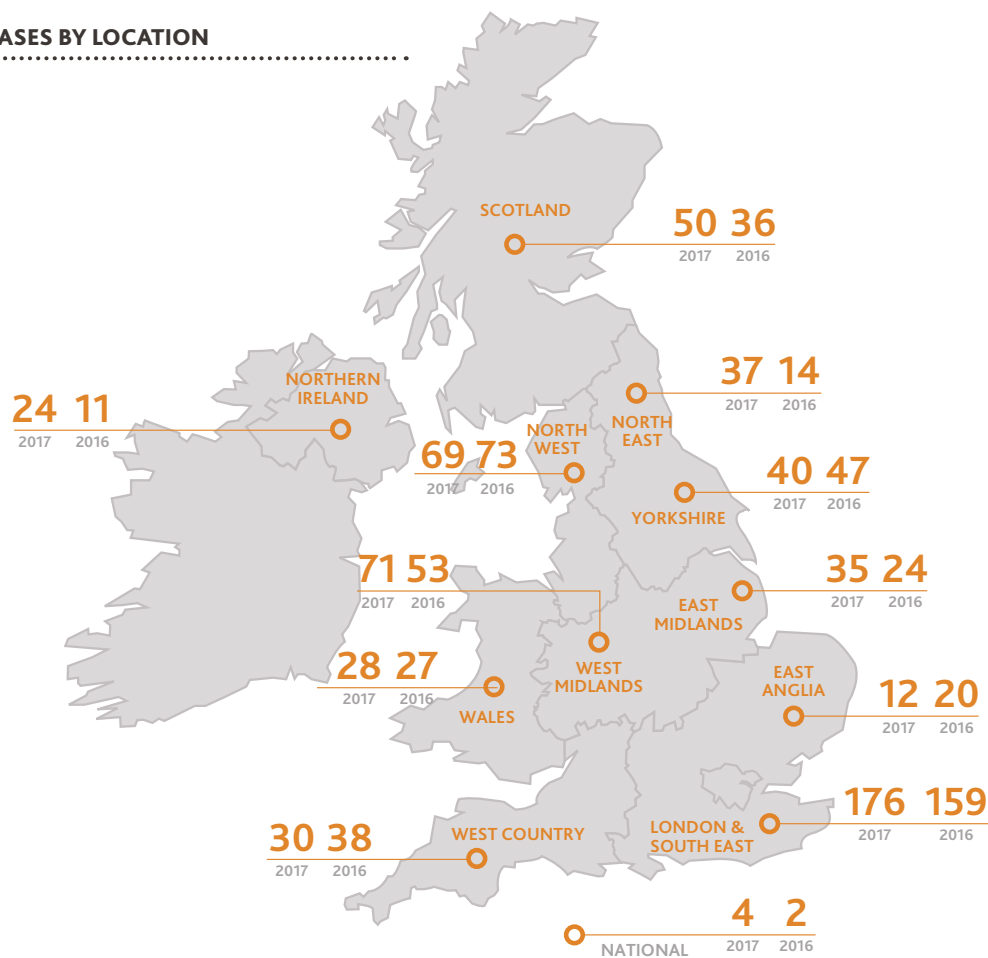 ASES BY LOCATION
SCOTLAND
50 36
2017 2016
NORTHERN
IRELAND
24 11
2017 2016
37 14
2017 2016
NORTH
EAST
NORTH
WEST
69 73
2017 2016
40 47
2017 2016
YORKSHIRE
71 53
2017 2016
35 24
2017 2016
EAST
MIDLANDS
WEST
MIDLANDS
28 27
2017 2016
WALES
EAST
ANGLIA
12 20
2017 2016
176 159
2017 2016
LONDON &
SOUTH EAST
WEST COUNTRY
30 38
2017 2016
4 2
2017 2016
NATIONAL